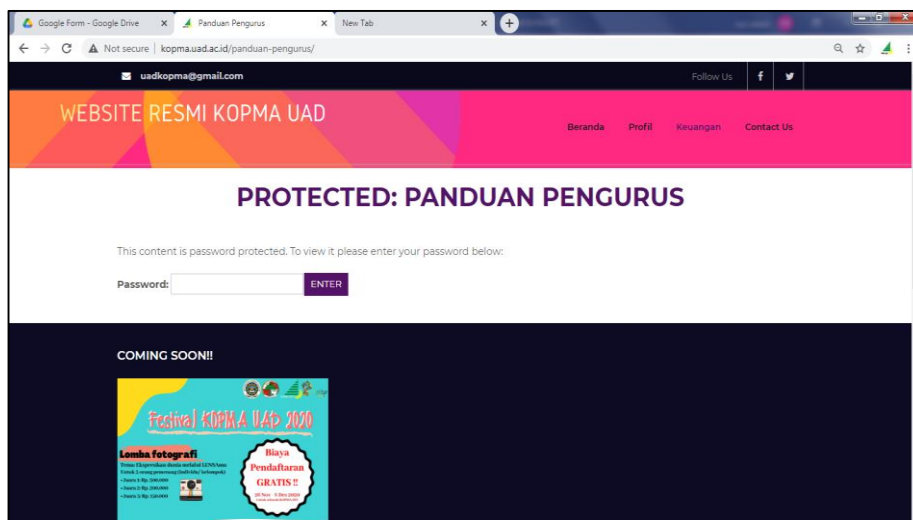 Google Form - Google Drive
Panduan Pengurus
New Tab
Not secure | kopma.uad.ac.id/panduan-pengurus/
uadkopma@gmail.com
Follow Us
WEBSITE RESMI KOPMA UAD
Beranda Profil Keuangan Contact Us
PROTECTED: PANDUAN PENGURUS
This content is password protected. To view it please enter your password below:
Password:
ENTER
COMING SOON!!
Festival KOPMA UAD 2020
Lomba fotografi
Biaya
Pendaftaran
GRATIS !!